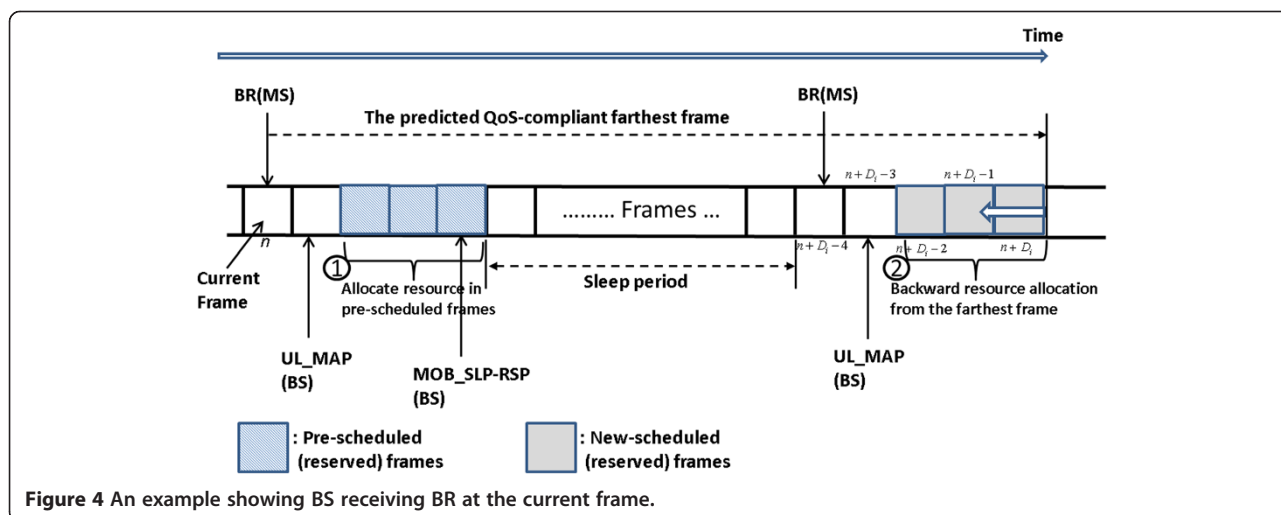 Time
BR(MS)
BR(MS)
The predicted QoS-compliant farthest frame
n + D_i − 3
n + D_i − 1
......... Frames ...
n
n + D_i − 4
n + D_i − 2
n + D_i
Current
Frame
①
Allocate resource in
pre-scheduled frames
Sleep period
②
Backward resource allocation
from the farthest frame
UL_MAP
(BS)
MOB_SLP-RSP
(BS)
UL_MAP
(BS)
: Pre-scheduled
(reserved) frames
: New-scheduled
(reserved) frames
Figure 4 An example showing BS receiving BR at the current frame.